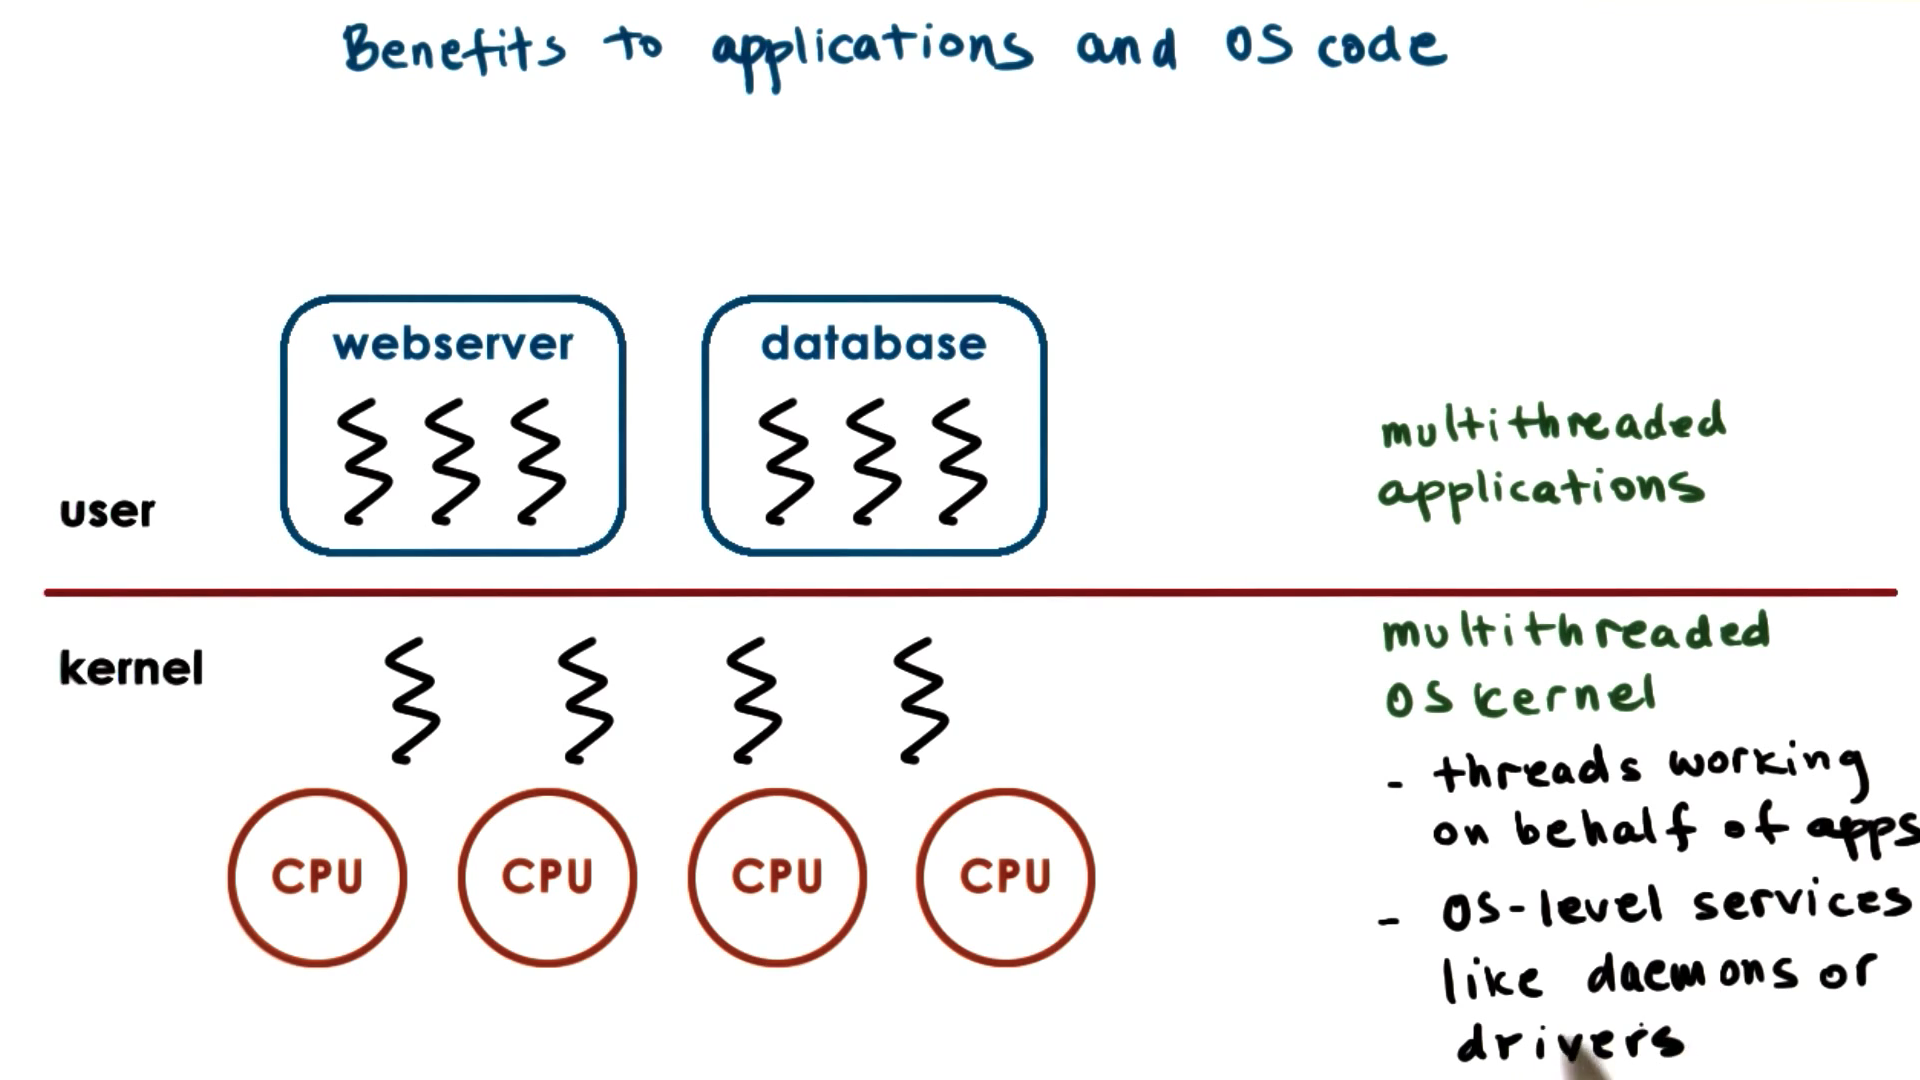 Benefits to applications and OS code
webserver
database
user
multithreaded
applications
kernel
multithreaded
OS kernel
- threads working
on behalf of apps
- OS-level services
like daemons or
drivers
CPU
CPU
CPU
CPU